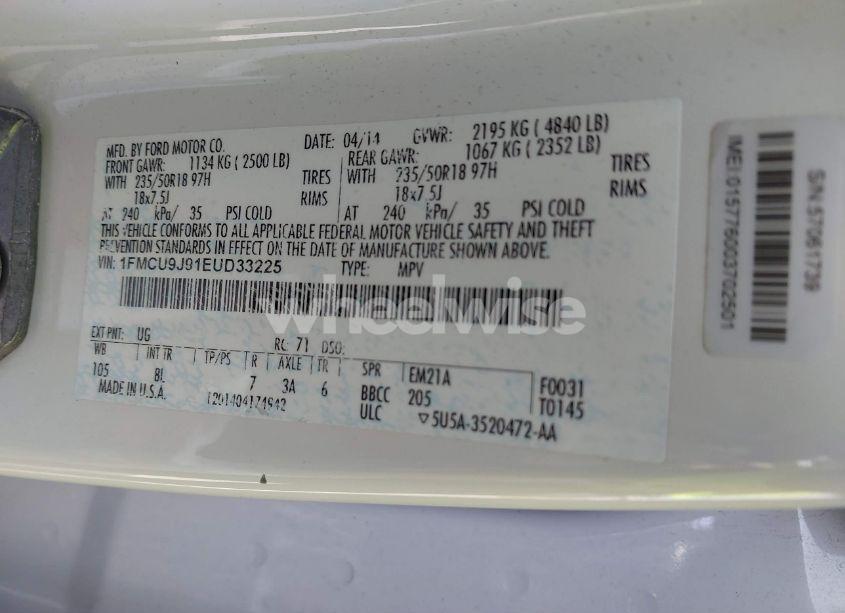 MFD. BY FORD MOTOR CO.
DATE: 04/14 GVWR: 2195 KG ( 4840 LB)
FRONT GAWR: 1134 KG ( 2500 LB)
REAR GAWR: 1067 KG ( 2352 LB)
WITH 235/50R18 97H TIRES
WITH 235/50R18 97H TIRES
18x7.5J RIMS
18x7.5J RIMS
AT 240 kPa/ 35 PSI COLD
AT 240 kPa/ 35 PSI COLD
THIS VEHICLE CONFORMS TO ALL APPLICABLE FEDERAL MOTOR VEHICLE SAFETY AND THEFT
PREVENTION STANDARDS IN EFFECT ON THE DATE OF MANUFACTURE SHOWN ABOVE.
VIN: 1FMCU9J91EUD33225 TYPE: MPV
wheelwise
EXT PNT: UG RC: 71 DSO:
WB INT TR TP/PS R AXLE TR SPR EM21A
105 8L 7 3A 6 BBCC 205 F0031
MADE IN U.S.A. ULC T0145
1201404174942 5U5A-3520472-AA
IMEI:015776003702501
S/N:57061739